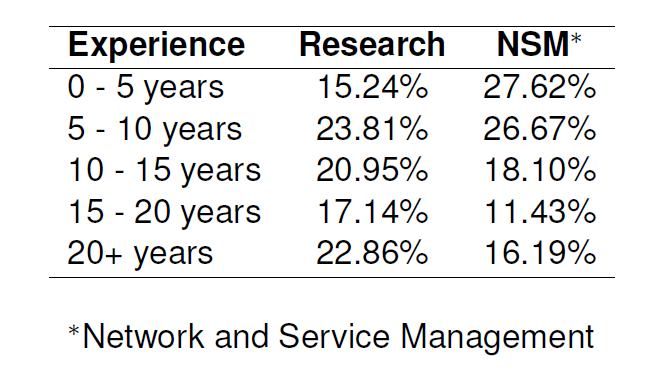 Experience Research NSM*
0 - 5 years 15.24% 27.62%
5 - 10 years 23.81% 26.67%
10 - 15 years 20.95% 18.10%
15 - 20 years 17.14% 11.43%
20+ years 22.86% 16.19%
*Network and Service Management